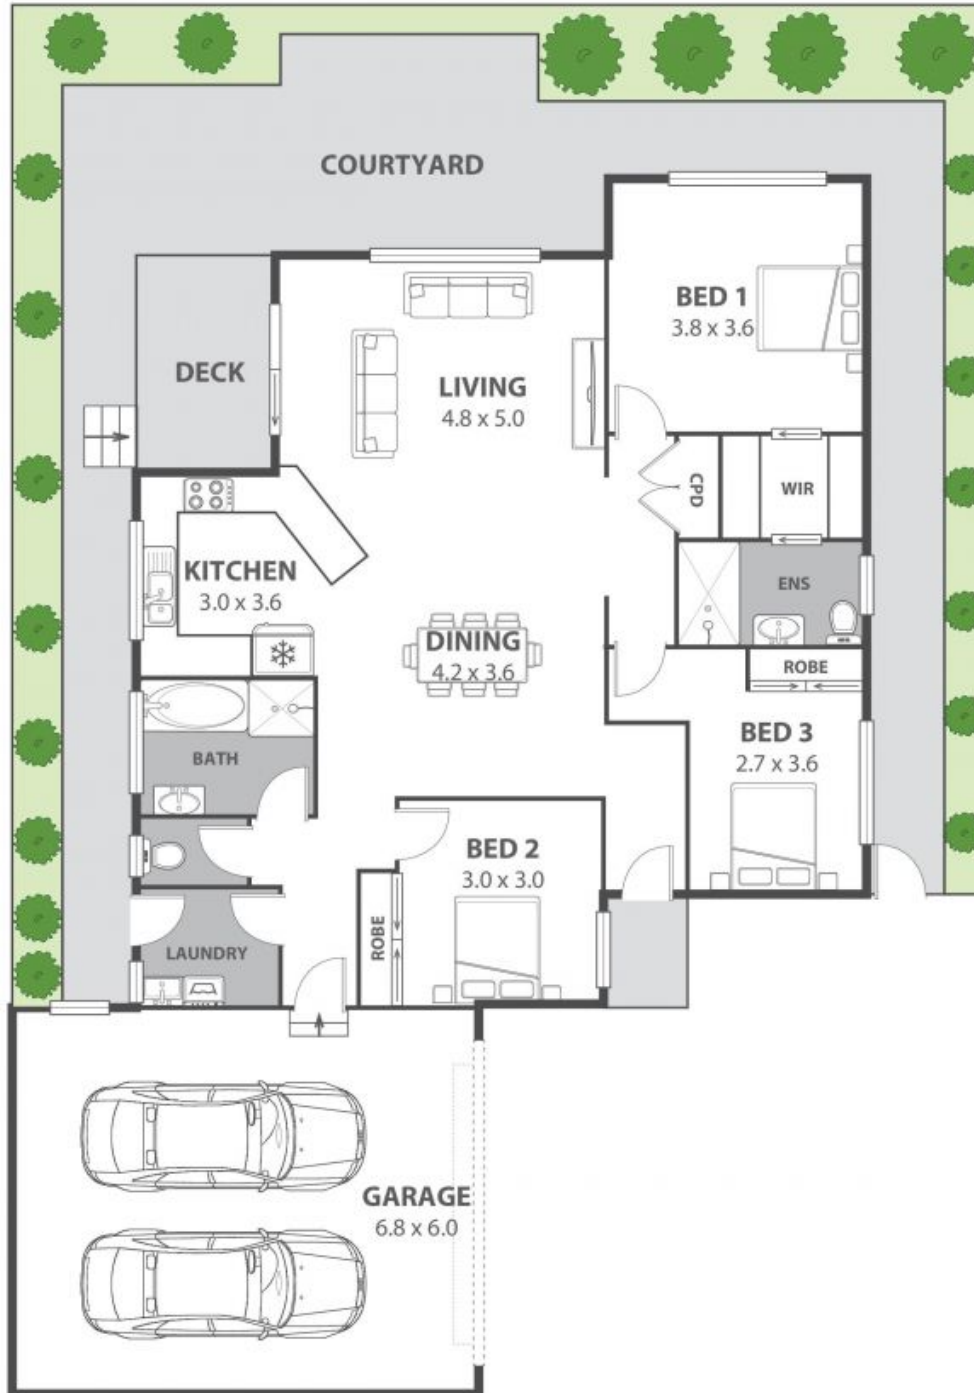 COURTYARD
BED 1
3.8 x 3.6
DECK
LIVING
4.8 x 5.0
CPD
WIR
KITCHEN
3.0 x 3.6
ENS
DINING
4.2 x 3.6
ROBE
BED 3
2.7 x 3.6
BATH
BED 2
3.0 x 3.0
ROBE
LAUNDRY
GARAGE
6.8 x 6.0